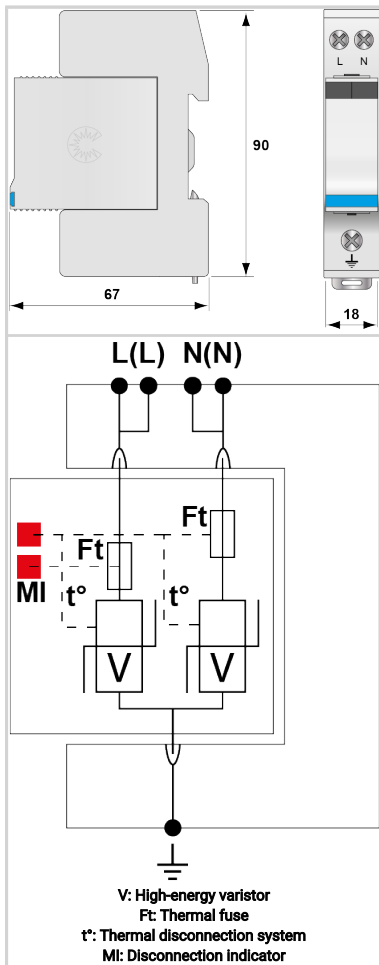 L N
90
67
18
L(L) N(N)
Ft
Ft
MI
t°
t°
V
V
V: High-energy varistor
Ft: Thermal fuse
t°: Thermal disconnection system
MI: Disconnection indicator